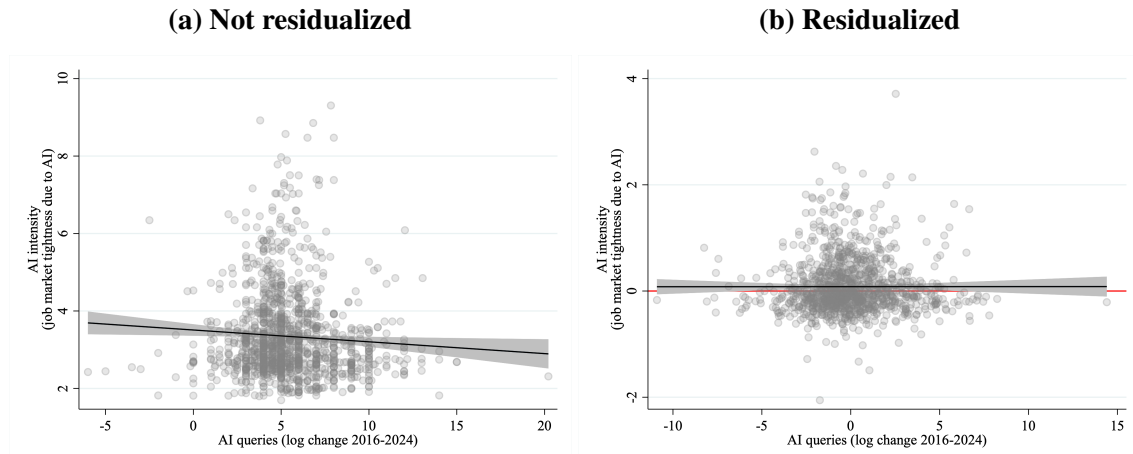 (a) Not residualized
(b) Residualized
10
8
6
4
2
AI intensity
(job market tightness due to AI)
-5
0
5
10
15
20
AI queries (log change 2016-2024)
4
2
0
-2
AI intensity
(job market tightness due to AI)
-10
-5
0
5
10
15
AI queries (log change 2016-2024)